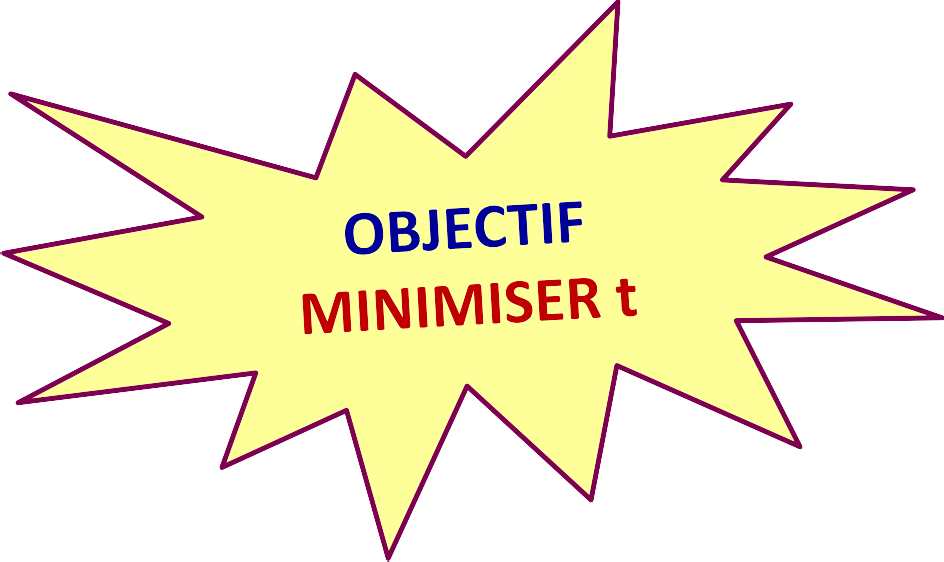 OBJECTIF
MINIMISER t